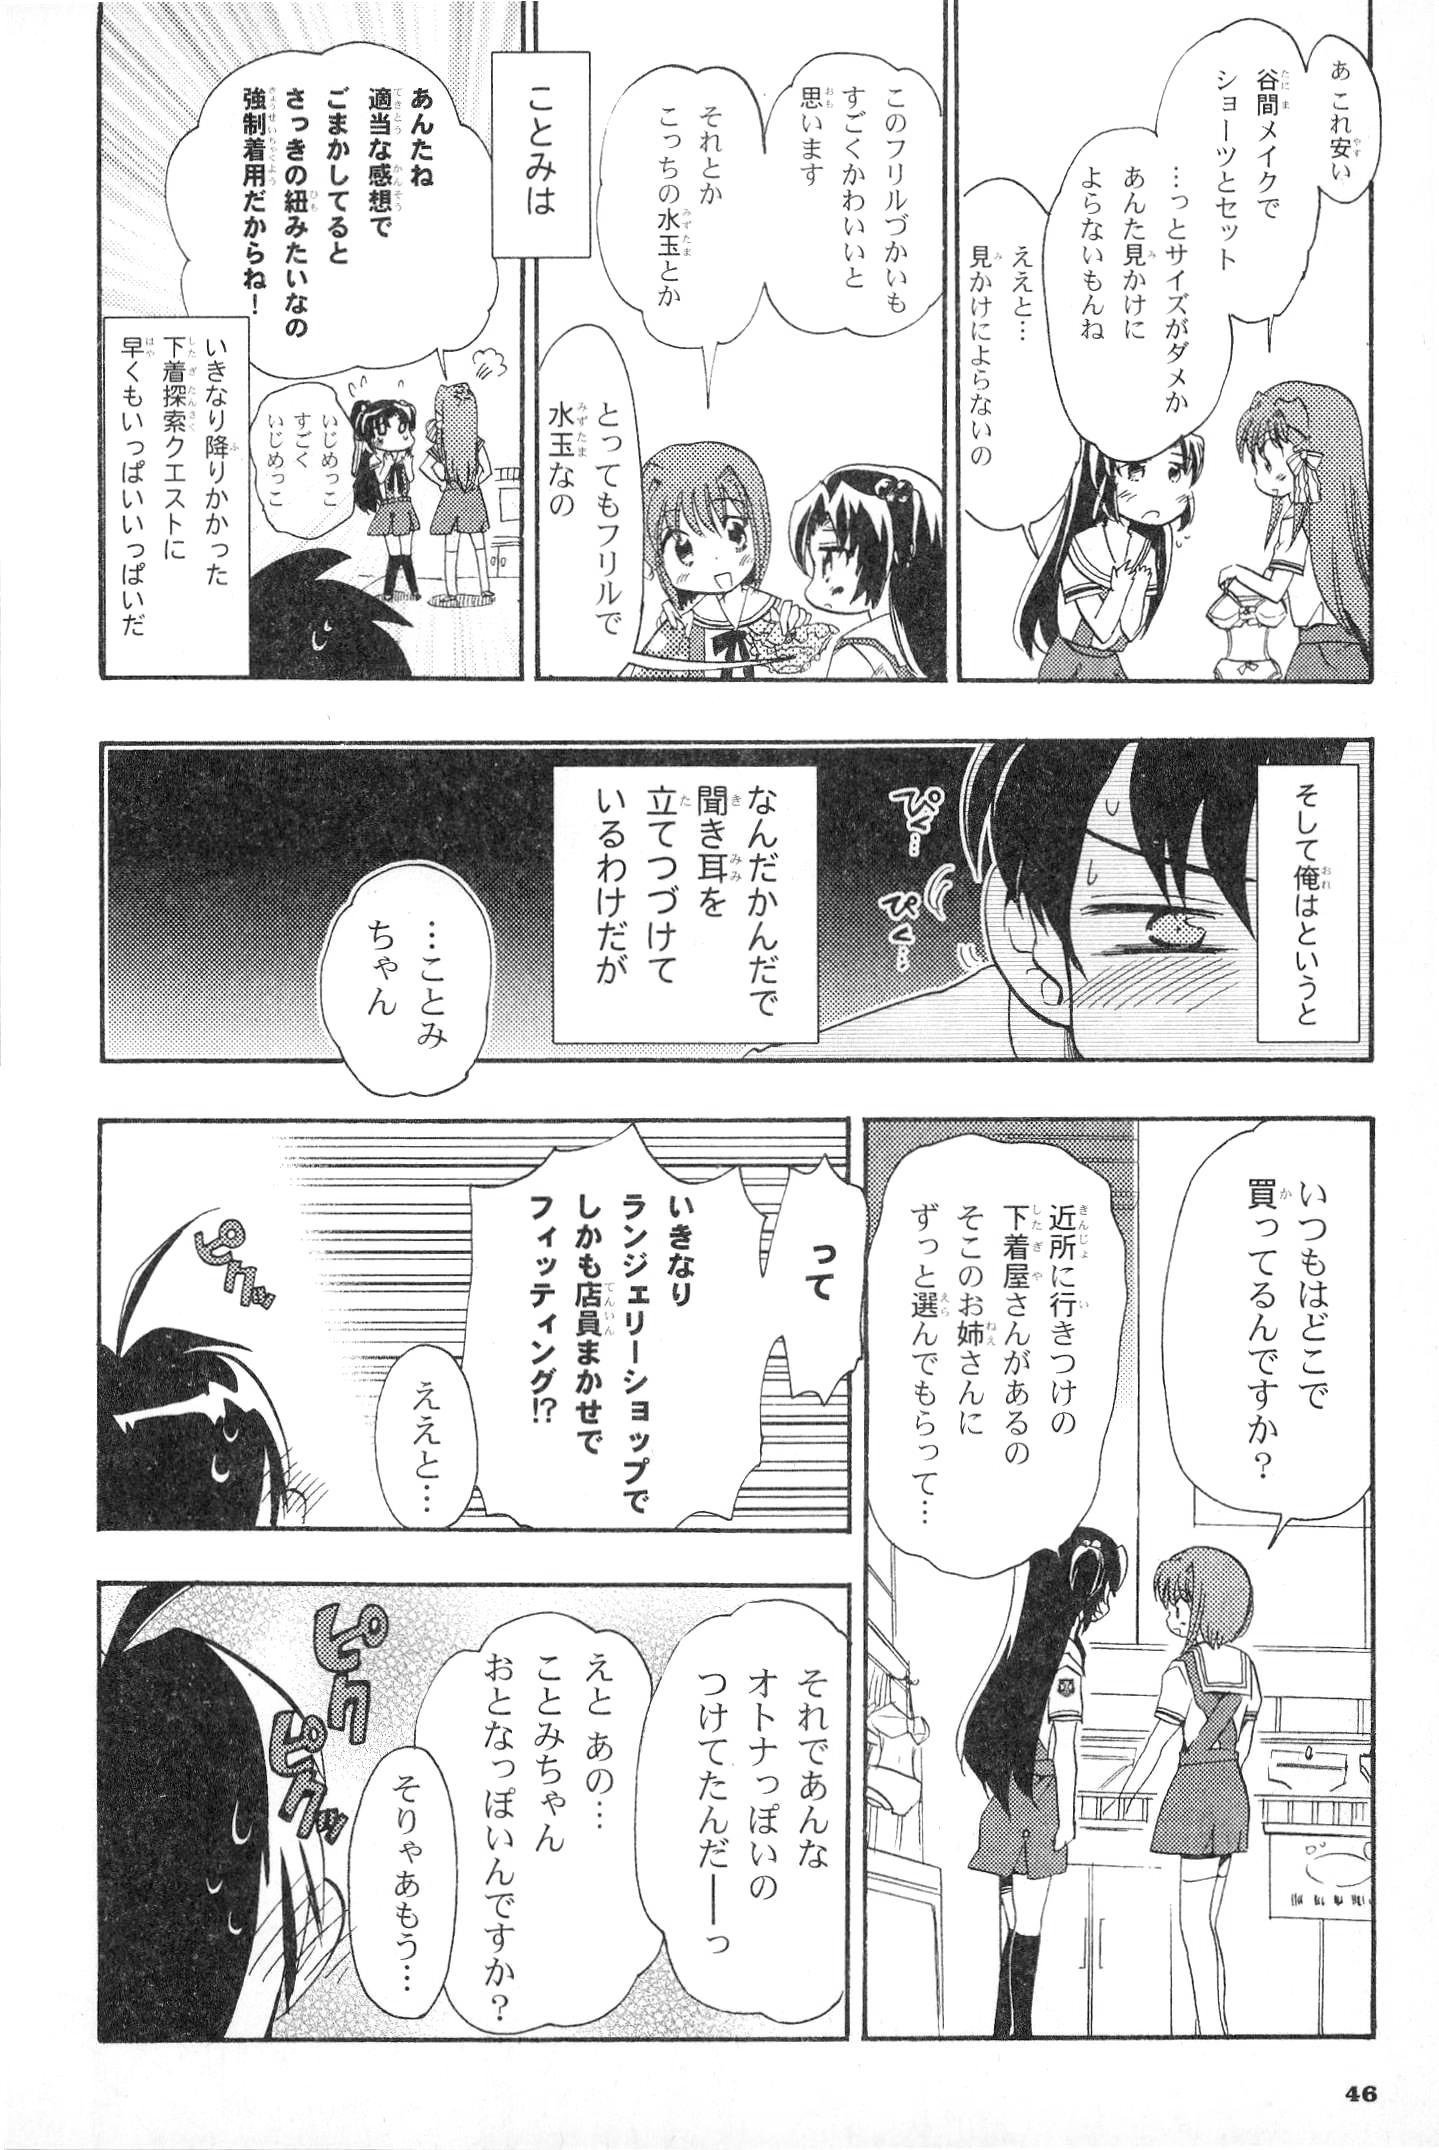 あ これ安い
谷間メイクで
ショーツとセット
…っとサイズがダメか
あんた見かけに
よらないもんね
ええと…
見かけによらないの
このフリルづかいも
すごくかわいいと
思います
それとか
こっちの水玉とか
とってもフリルで
水玉なの
ことみは
あんたね
適当な感想で
ごまかしてると
さっきの紐みたいなの
強制着用だからね!
いじめっこ
すごく
いじめっこ
いきなり降りかかった
下着探索クエストに
早くもいっぱいいっぱいだ
そして俺はというと
ぴく…
ぴく…
なんだかんだで
聞き耳を
立てつづけて
いるわけだが
…ことみ
ちゃん
いつもはどこで
買ってるんですか?
近所に行きつけの
下着屋さんがあるの
そこのお姉さんに
ずっと選んでもらって…
って
いきなり
ランジェリーショップで
しかも店員まかせで
フィッティング!?
ええと…
ピクッ
それであんな
オトナっぽいの
つけてたんだーっ
えと あの…
ことみちゃん
おとなっぽいんですか?
そりゃあもう…
ピク
ピクッ
46